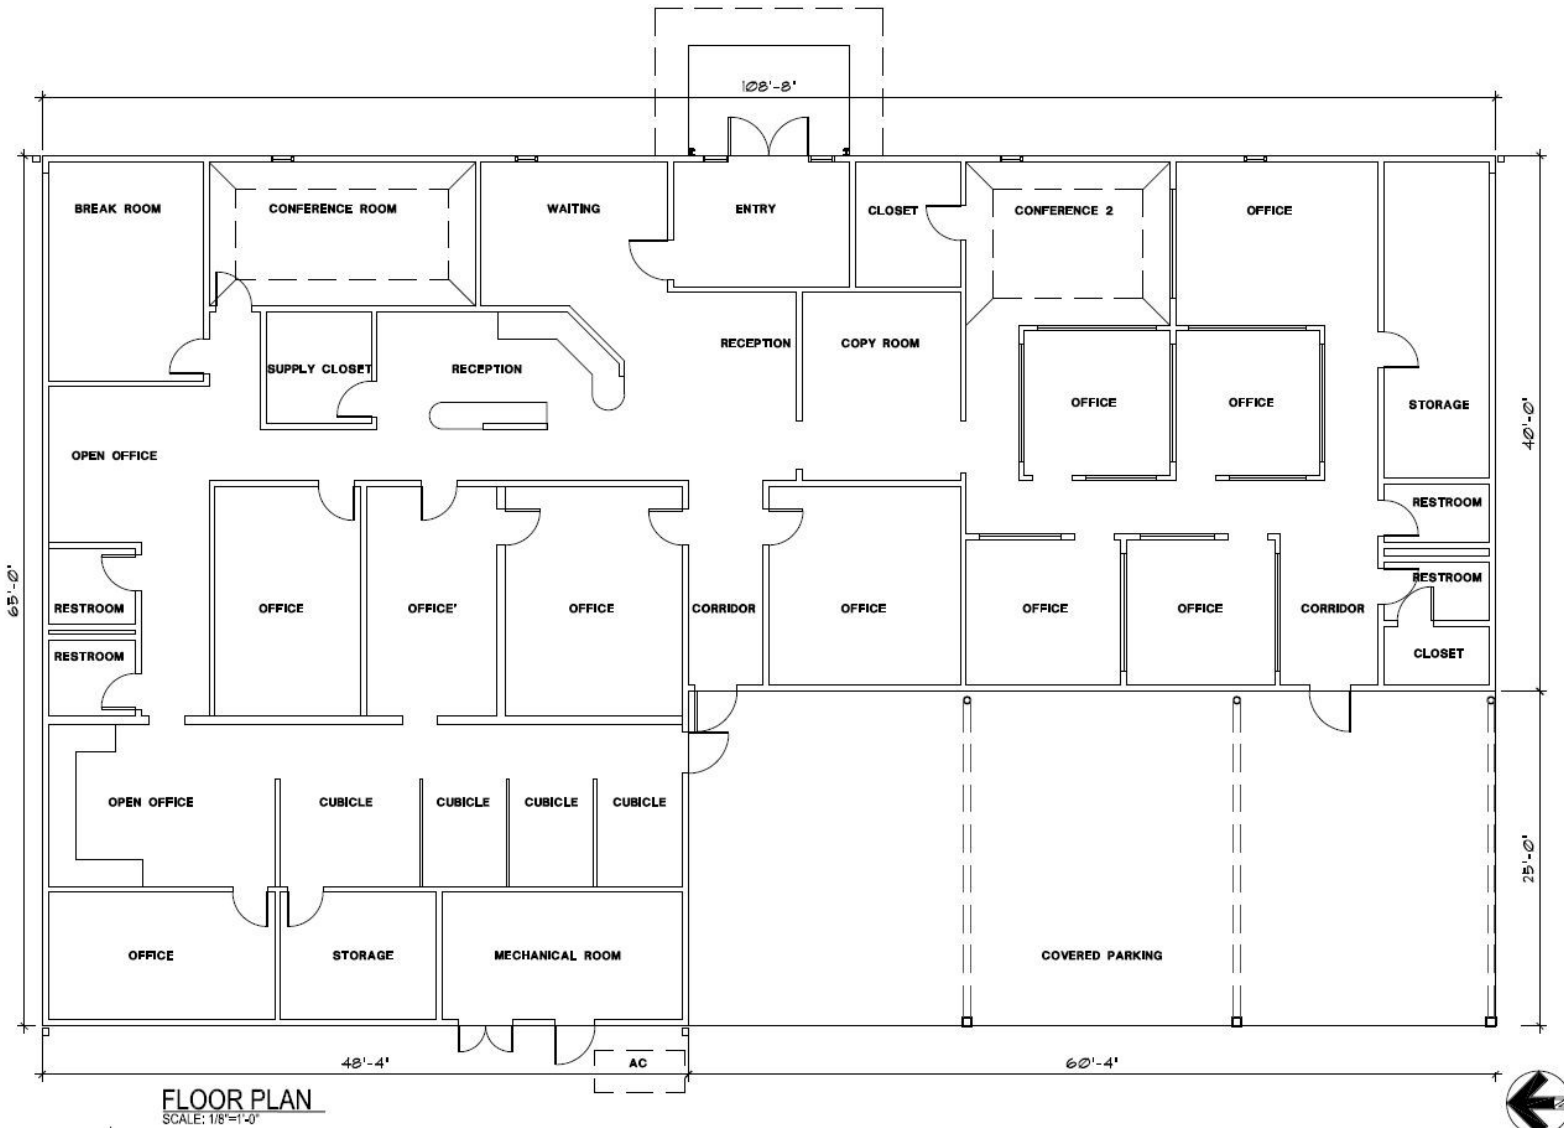 108'-8"
BREAK ROOM
CONFERENCE ROOM
WAITING
ENTRY
CLOSET
CONFERENCE 2
OFFICE
RECEPTION
COPY ROOM
SUPPLY CLOSET
RECEPTION
OFFICE
OFFICE
STORAGE
40'-0"
OPEN OFFICE
RESTROOM
65'-0"
RESTROOM
OFFICE
OFFICE'
OFFICE
CORRIDOR
OFFICE
OFFICE
OFFICE
CORRIDOR
RESTROOM
RESTROOM
CLOSET
OPEN OFFICE
CUBICLE
CUBICLE
CUBICLE
CUBICLE
25'-0"
OFFICE
STORAGE
MECHANICAL ROOM
COVERED PARKING
48'-4"
AC
60'-4"
FLOOR PLAN
SCALE: 1/8"=1'-0"